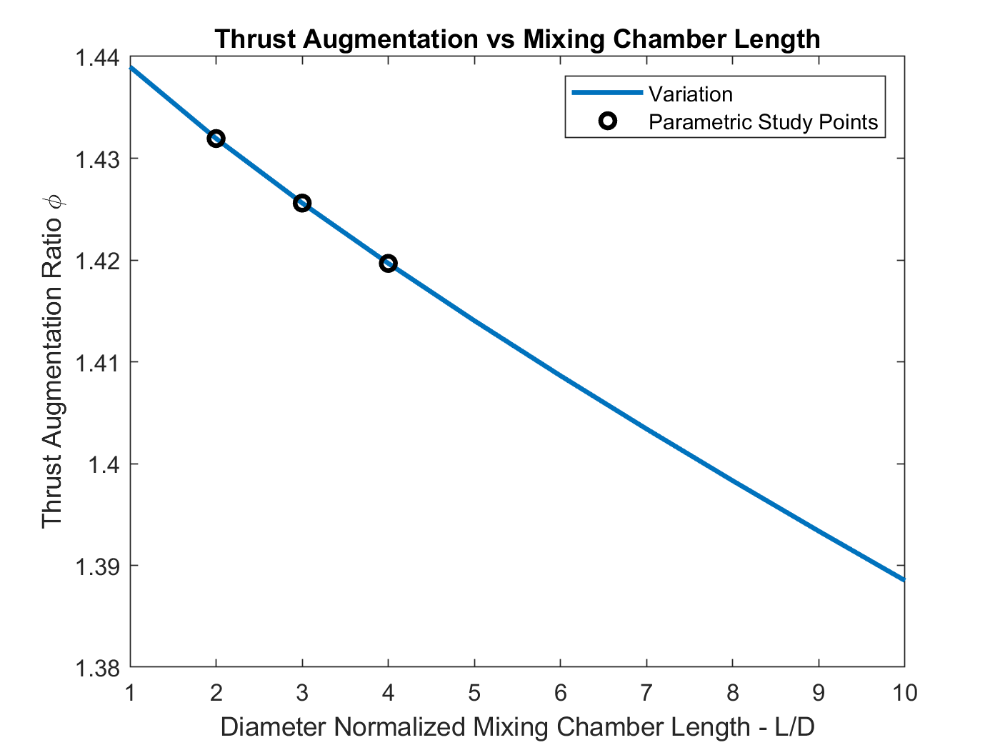 Thrust Augmentation vs Mixing Chamber Length
Variation
Parametric Study Points
Thrust Augmentation Ratio ϕ
1.44
1.43
1.42
1.41
1.4
1.39
1.38
1 2 3 4 5 6 7 8 9 10
Diameter Normalized Mixing Chamber Length - L/D